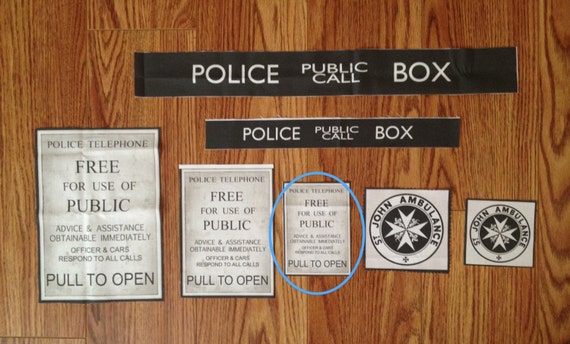 POLICE PUBLIC CALL BOX
POLICE PUBLIC CALL BOX
POLICE TELEPHONE
FREE
FOR USE OF
PUBLIC
ADVICE & ASSISTANCE
OBTAINABLE IMMEDIATELY
OFFICER & CARS
RESPOND TO ALL CALLS
PULL TO OPEN
POLICE TELEPHONE
FREE
FOR USE OF
PUBLIC
ADVICE & ASSISTANCE
OBTAINABLE IMMEDIATELY
OFFICER & CARS
RESPOND TO ALL CALLS
PULL TO OPEN
POLICE TELEPHONE
FREE
FOR USE OF
PUBLIC
ADVICE & ASSISTANCE
OBTAINABLE IMMEDIATELY
OFFICER & CARS
RESPOND TO ALL CALLS
PULL TO OPEN
ST JOHN AMBULANCE
ST JOHN AMBULANCE